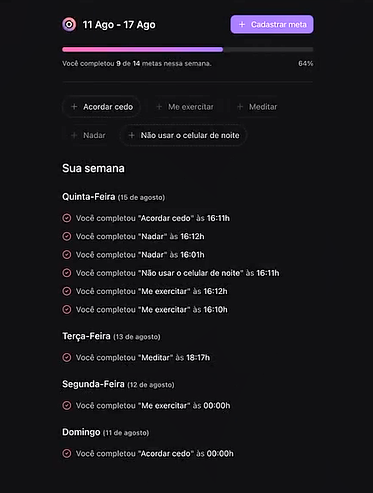 11 Ago - 17 Ago
+ Cadastrar meta
Você completou 9 de 14 metas nessa semana.
64%
+ Acordar cedo
+ Me exercitar
+ Meditar
+ Nadar
+ Não usar o celular de noite
Sua semana
Quinta-Feira (15 de agosto)
Você completou "Acordar cedo" às 16:11h
Você completou "Nadar" às 16:12h
Você completou "Nadar" às 16:01h
Você completou "Não usar o celular de noite" às 16:11h
Você completou "Me exercitar" às 16:12h
Você completou "Me exercitar" às 16:10h
Terça-Feira (13 de agosto)
Você completou "Meditar" às 18:17h
Segunda-Feira (12 de agosto)
Você completou "Me exercitar" às 00:00h
Domingo (11 de agosto)
Você completou "Acordar cedo" às 00:00h